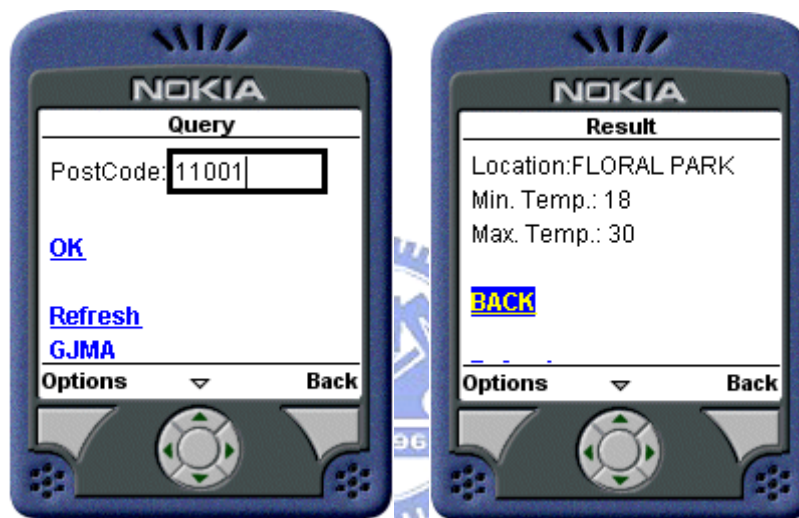 NOKIA
Query
PostCode: 11001
OK
Refresh
GJMA
Options Back
NOKIA
Result
Location:FLORAL PARK
Min. Temp.: 18
Max. Temp.: 30
BACK
Options Back
96